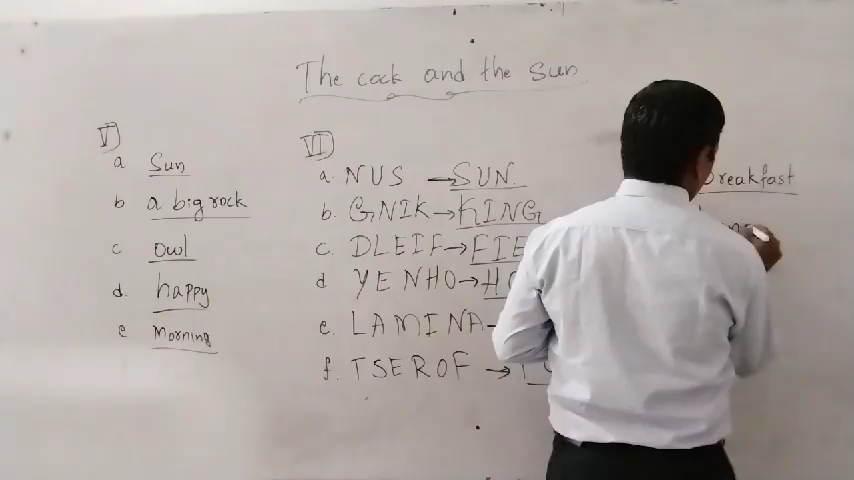 The cock and the sun
V)
a Sun
b a big rock
c owl
d. happy
e Morning
VI)
a. NUS → SUN.
b. GNIK → KING
c. DLEIF → FIE
d YENHO → HO
e. LAMINA
f. TSEROF →
breakfast